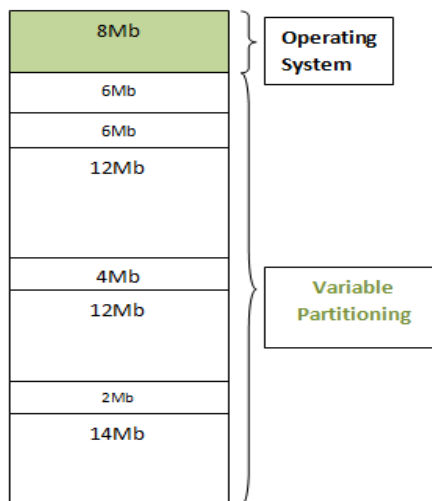 8Mb
Operating
System
6Mb
6Mb
12Mb
4Mb
12Mb
Variable
Partitioning
2Mb
14Mb